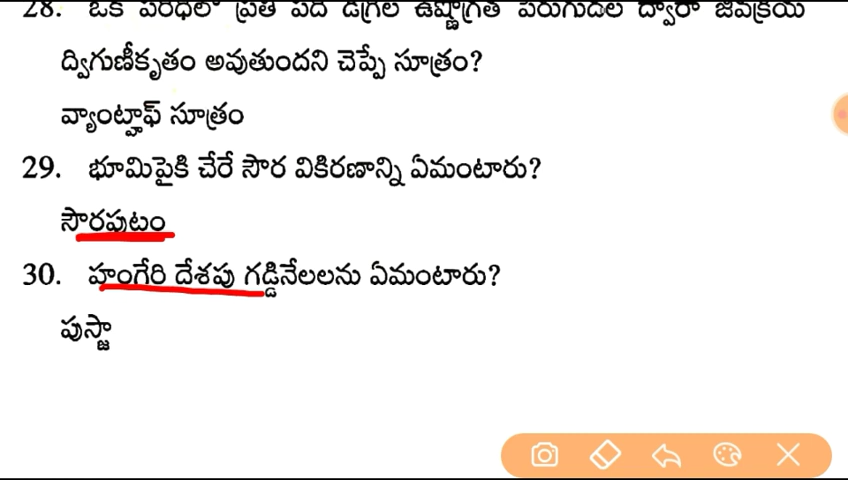 28. ఒక పరిధిలో ప్రతి పది డిగ్రీల ఉష్ణోగ్రత పెరుగుదల ద్వారా జీవక్రియ
ద్విగుణీకృతం అవుతుందని చెప్పే సూత్రం?
వ్యాంట్హాఫ్ సూత్రం
29. భూమిపైకి చేరే సౌర వికిరణాన్ని ఏమంటారు?
సౌరపుటం
30. హంగేరి దేశపు గడ్డినేలలను ఏమంటారు?
పుస్జా